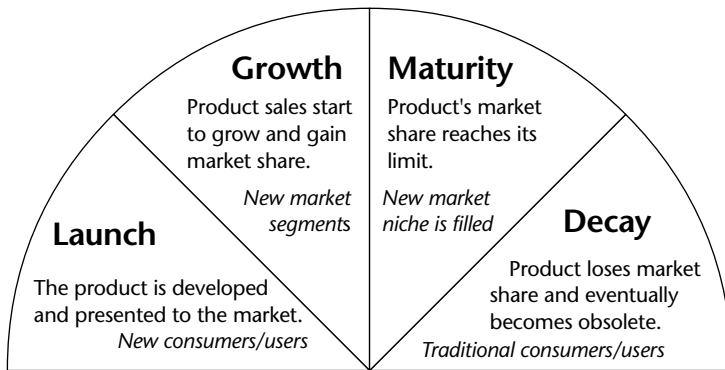 Launch
The product is developed
and presented to the market.
New consumers/users
Growth
Product sales start
to grow and gain
market share.
New market
segments
Maturity
Product's market
share reaches its
limit.
New market
niche is filled
Decay
Product loses market
share and eventually
becomes obsolete.
Traditional consumers/users